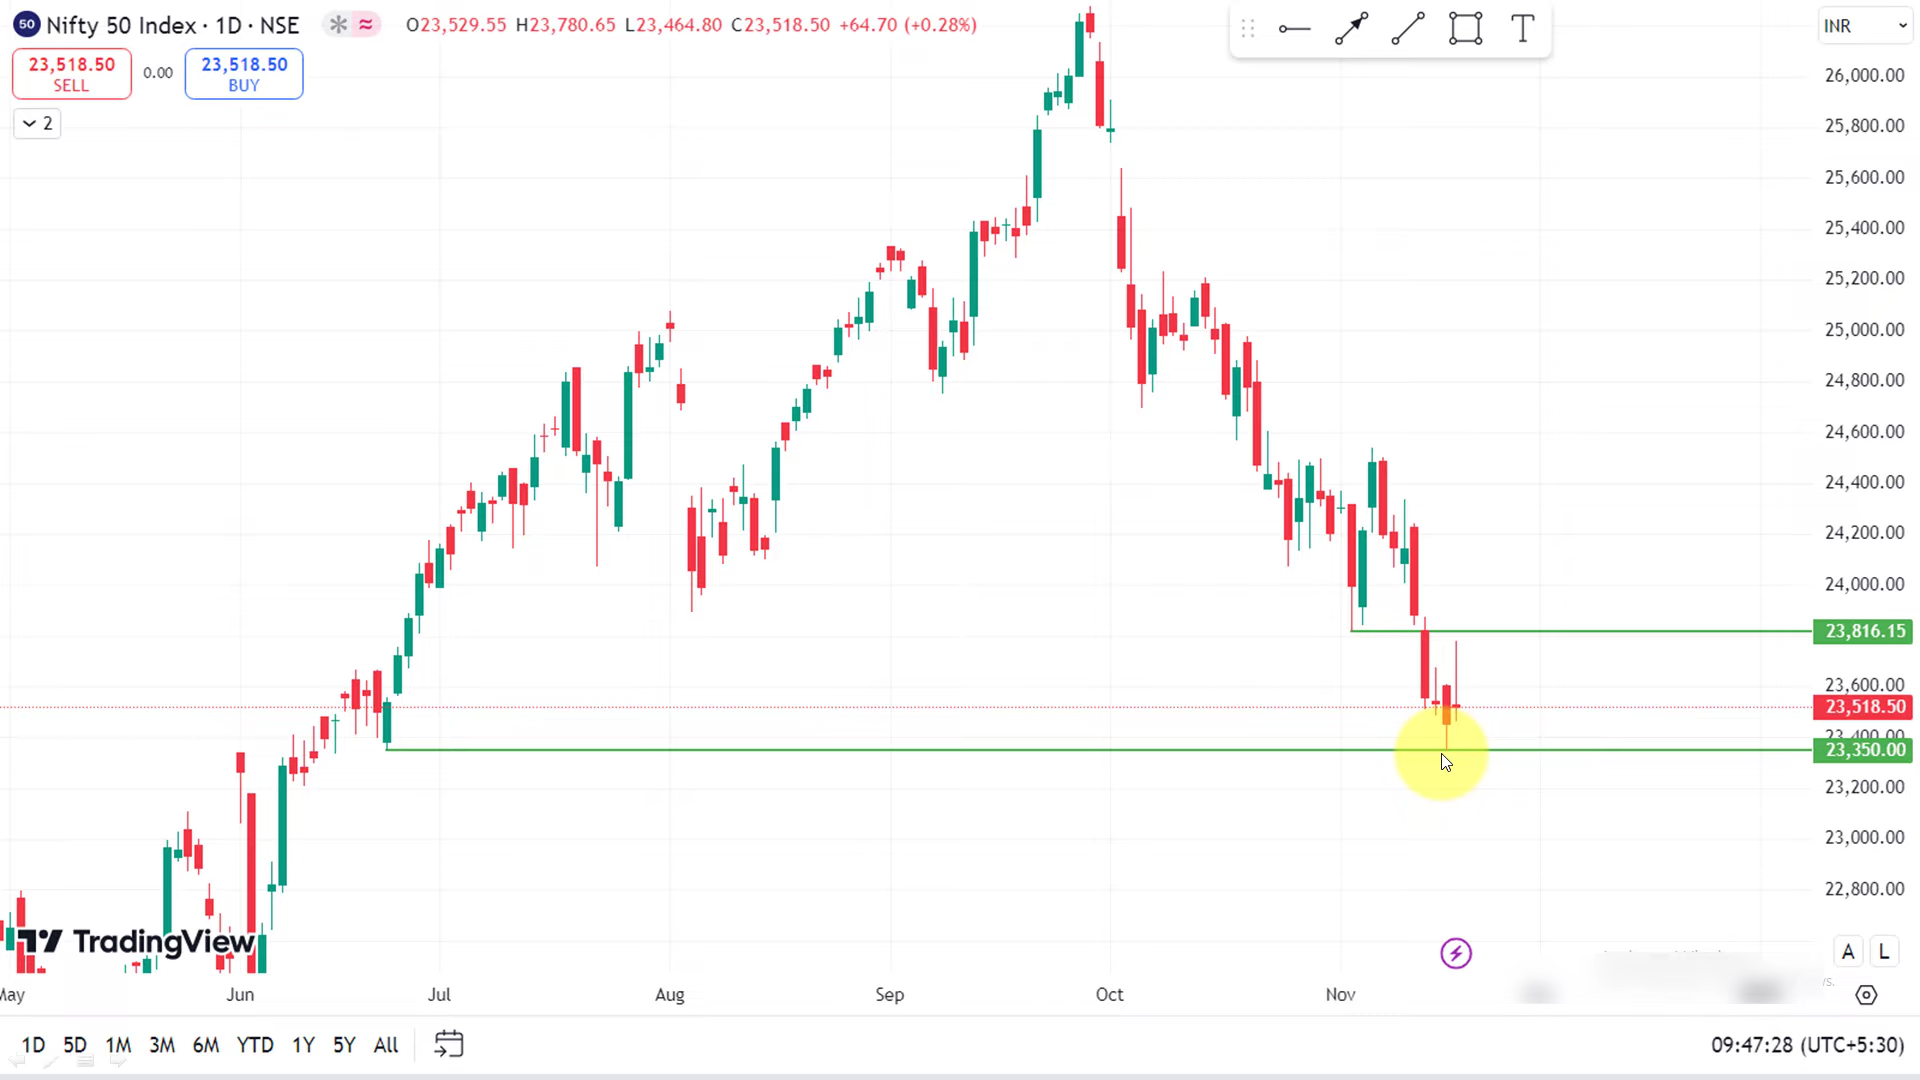 50 Nifty 50 Index · 1D · NSE O23,529.55 H23,780.65 L23,464.80 C23,518.50 +64.70 (+0.28%)
INR
23,518.50
SELL
0.00
23,518.50
BUY
2
T
26,000.00
25,800.00
25,600.00
25,400.00
25,200.00
25,000.00
24,800.00
24,600.00
24,400.00
24,200.00
24,000.00
23,816.15
23,600.00
23,518.50
23,400.00
23,350.00
23,200.00
23,000.00
22,800.00
TradingView
A L
May Jun Jul Aug Sep Oct Nov
1D 5D 1M 3M 6M YTD 1Y 5Y All
09:47:28 (UTC+5:30)